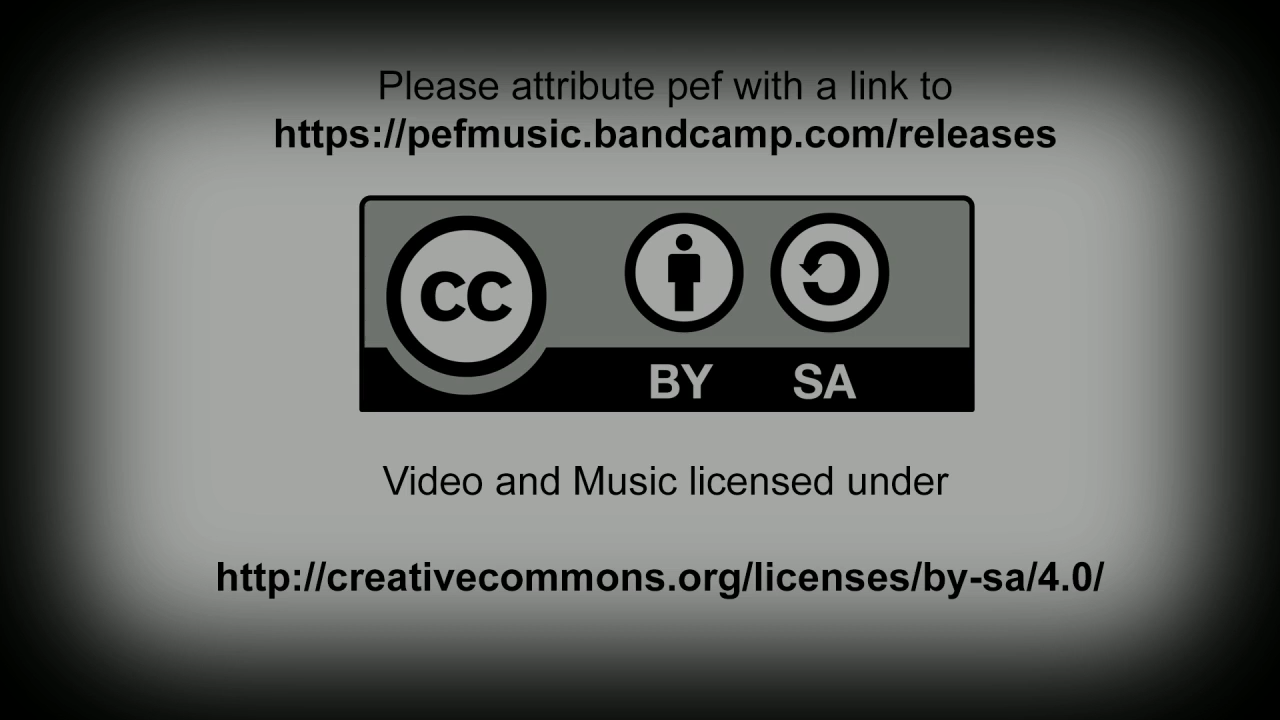 Please attribute pef with a link to
https://pefmusic.bandcamp.com/releases
cc
BY SA
Video and Music licensed under
http://creativecommons.org/licenses/by-sa/4.0/